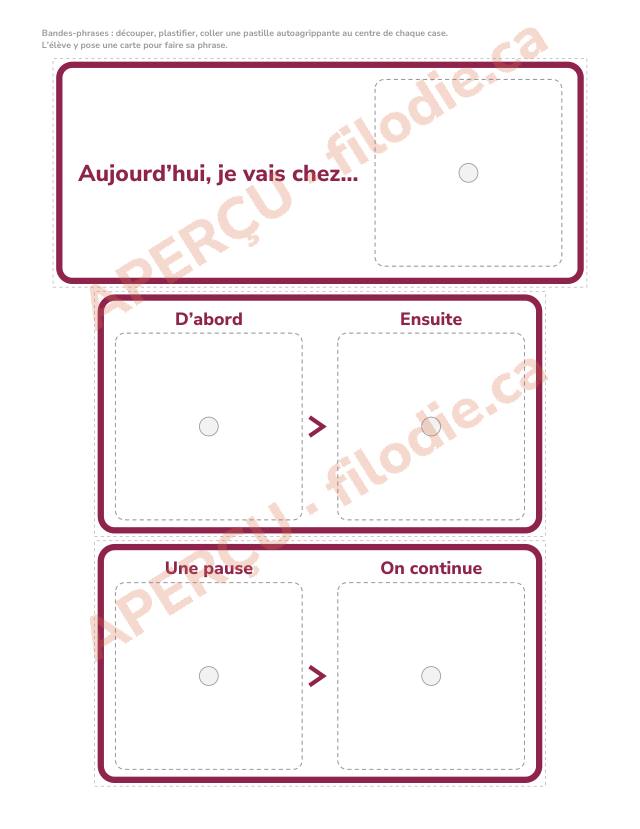 Bandes-phrases : découper, plastifier, coller une pastille autoagrippante au centre de chaque case.
L'élève y pose une carte pour faire sa phrase.
Aujourd'hui, je vais chez...
APERÇU · filodie.ca
D'abord
Ensuite
>
APERÇU · filodie.ca
Une pause
On continue
>